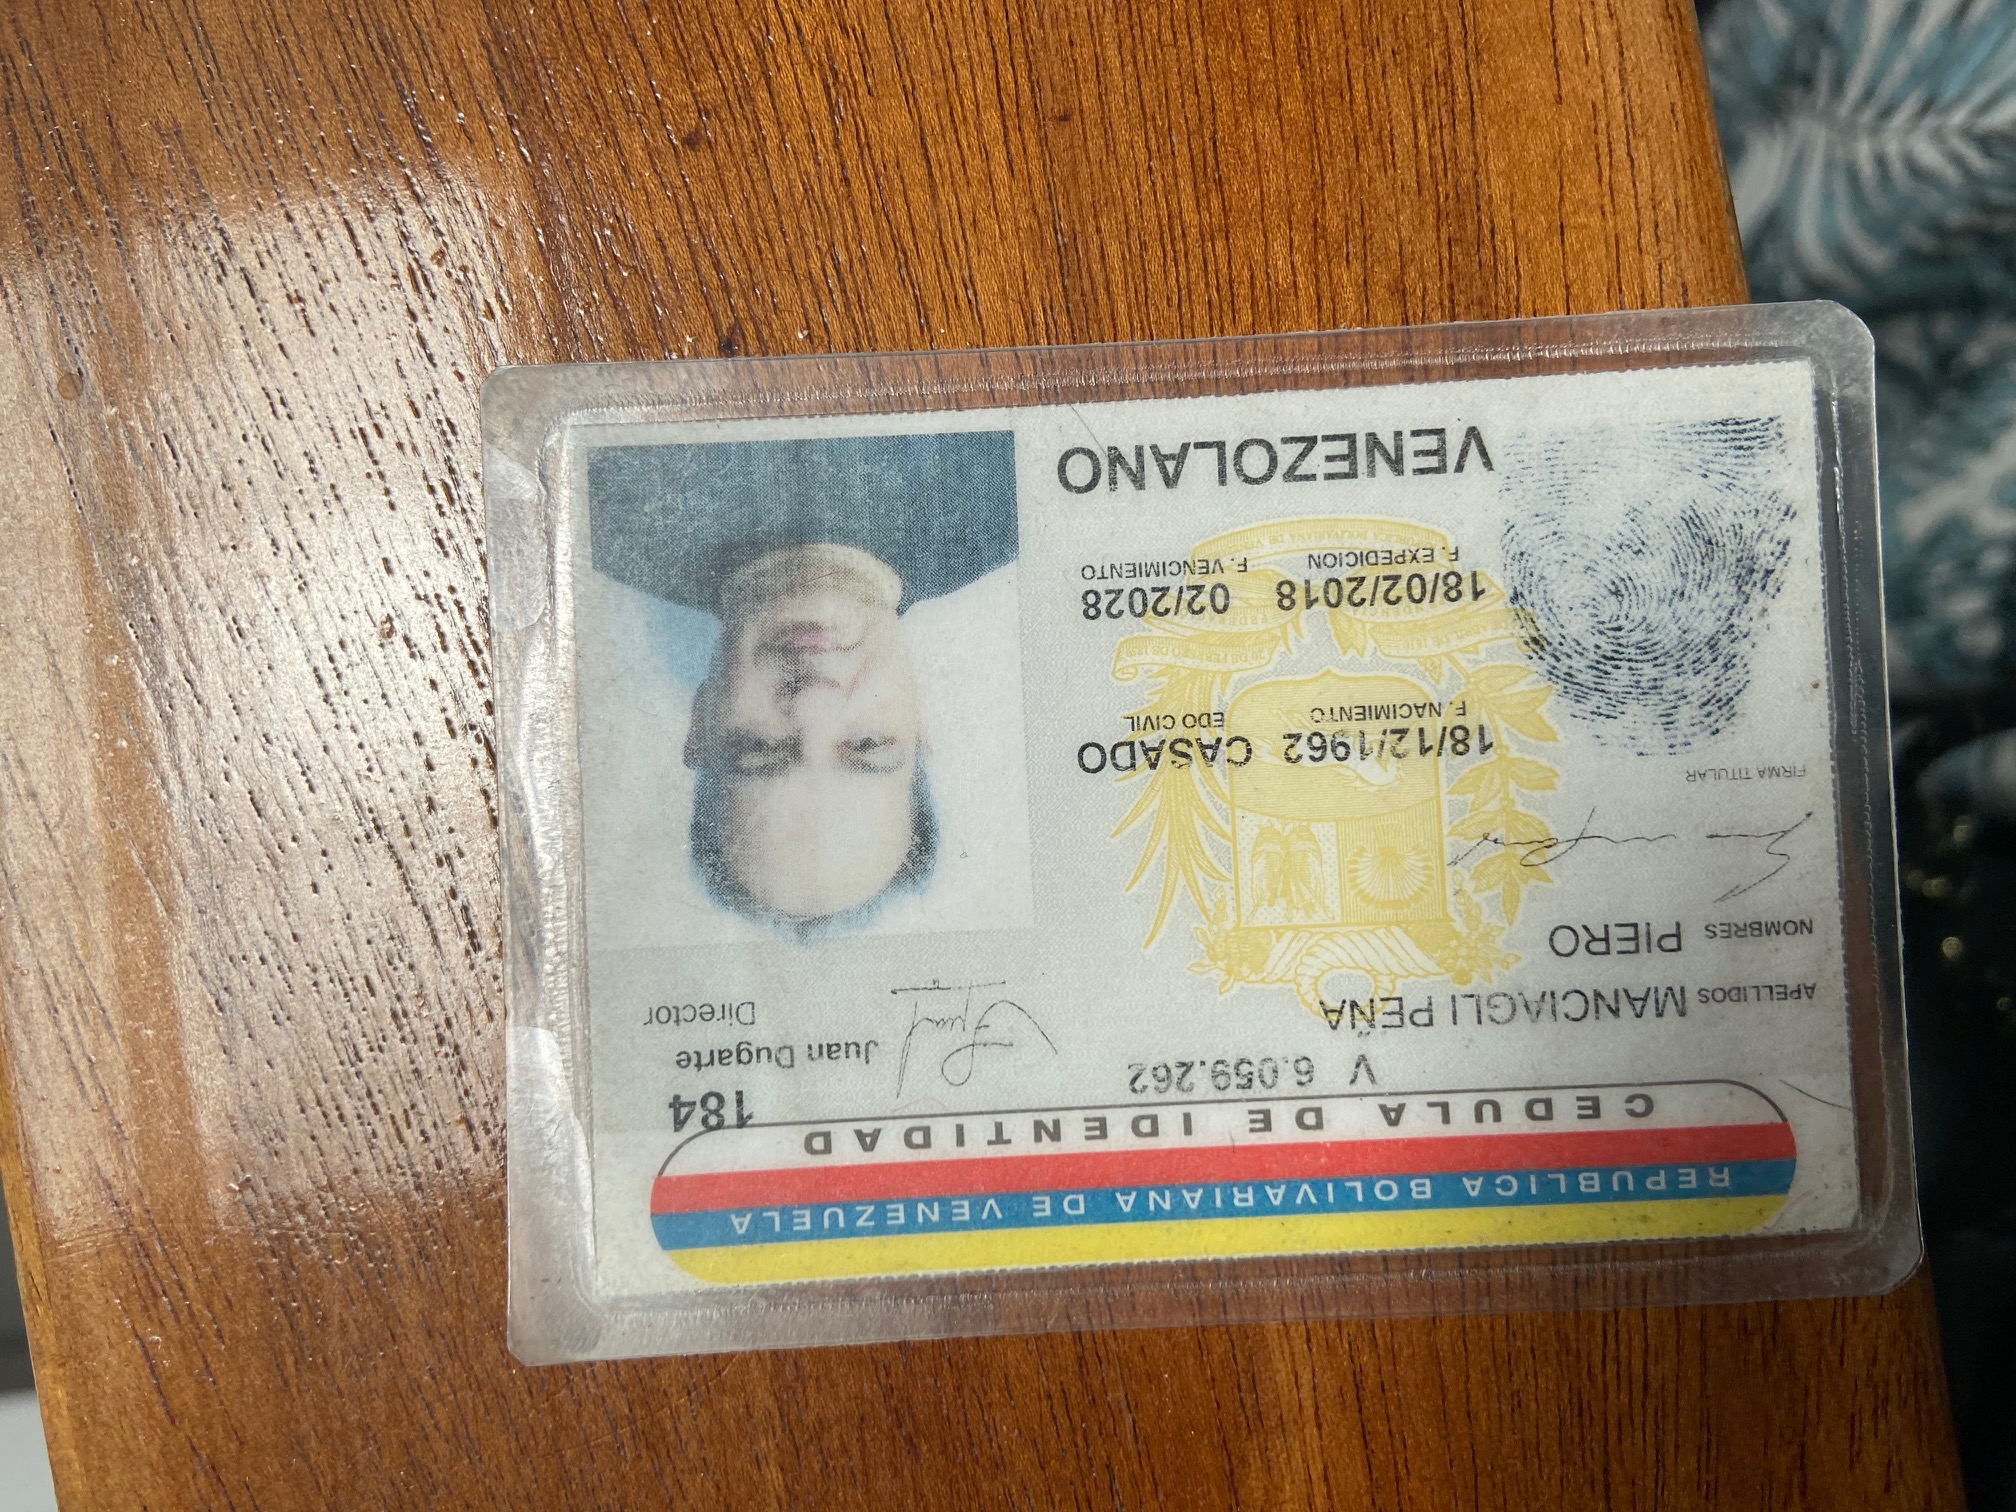 REPUBLICA BOLIVARIANA DE VENEZUELA
CEDULA DE IDENTIDAD
V 6.059.262
184
Juan Dugarte
Director
APELLIDOS MANCIAGLI PEÑA
NOMBRES PIERO
FIRMA TITULAR
18/12/1962 CASADO
F. NACIMIENTO EDO CIVIL
18/02/2018 02/2028
F. EXPEDICION F. VENCIMIENTO
VENEZOLANO